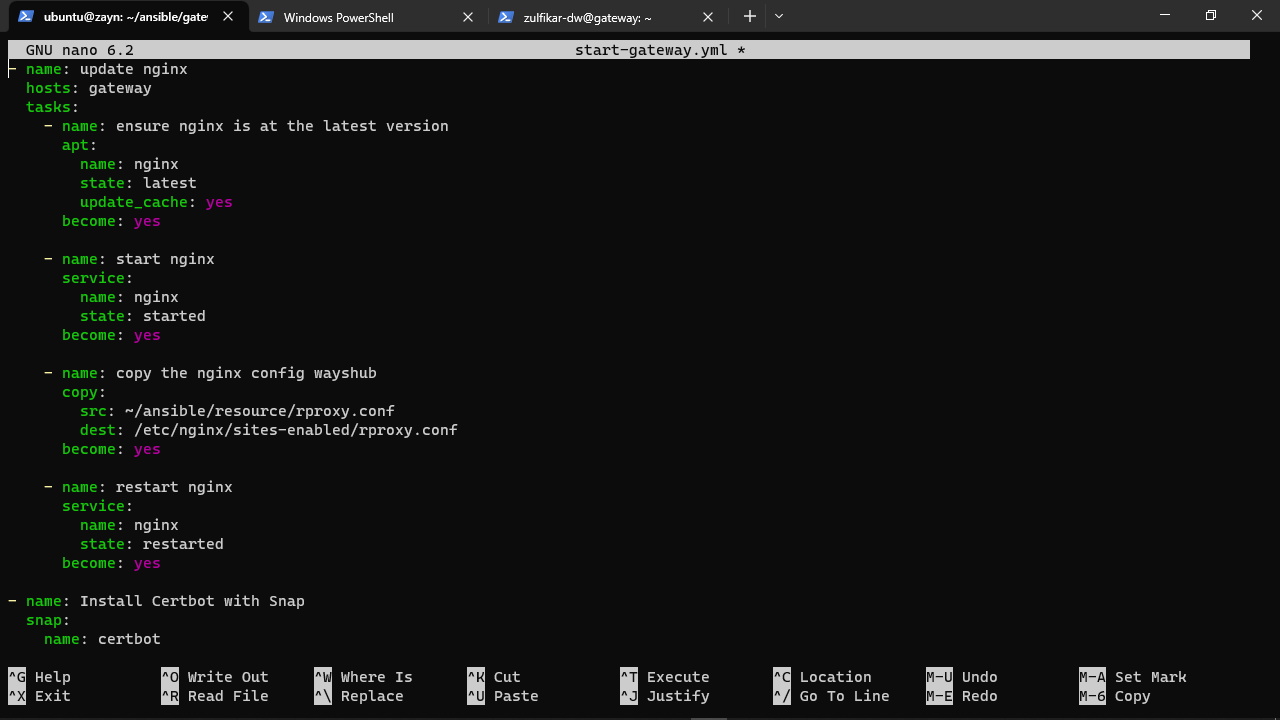 ubuntu@zayn: ~/ansible/gatew
Windows PowerShell
zulfikar-dw@gateway: ~
GNU nano 6.2 start-gateway.yml *
- name: update nginx
  hosts: gateway
  tasks:
    - name: ensure nginx is at the latest version
      apt:
        name: nginx
        state: latest
        update_cache: yes
      become: yes

    - name: start nginx
      service:
        name: nginx
        state: started
      become: yes

    - name: copy the nginx config wayshub
      copy:
        src: ~/ansible/resource/rproxy.conf
        dest: /etc/nginx/sites-enabled/rproxy.conf
      become: yes

    - name: restart nginx
      service:
        name: nginx
        state: restarted
      become: yes

- name: Install Certbot with Snap
  snap:
    name: certbot

^G Help ^O Write Out ^W Where Is ^K Cut ^T Execute ^C Location M-U Undo M-A Set Mark
^X Exit ^R Read File ^\ Replace ^U Paste ^J Justify ^/ Go To Line M-E Redo M-6 Copy